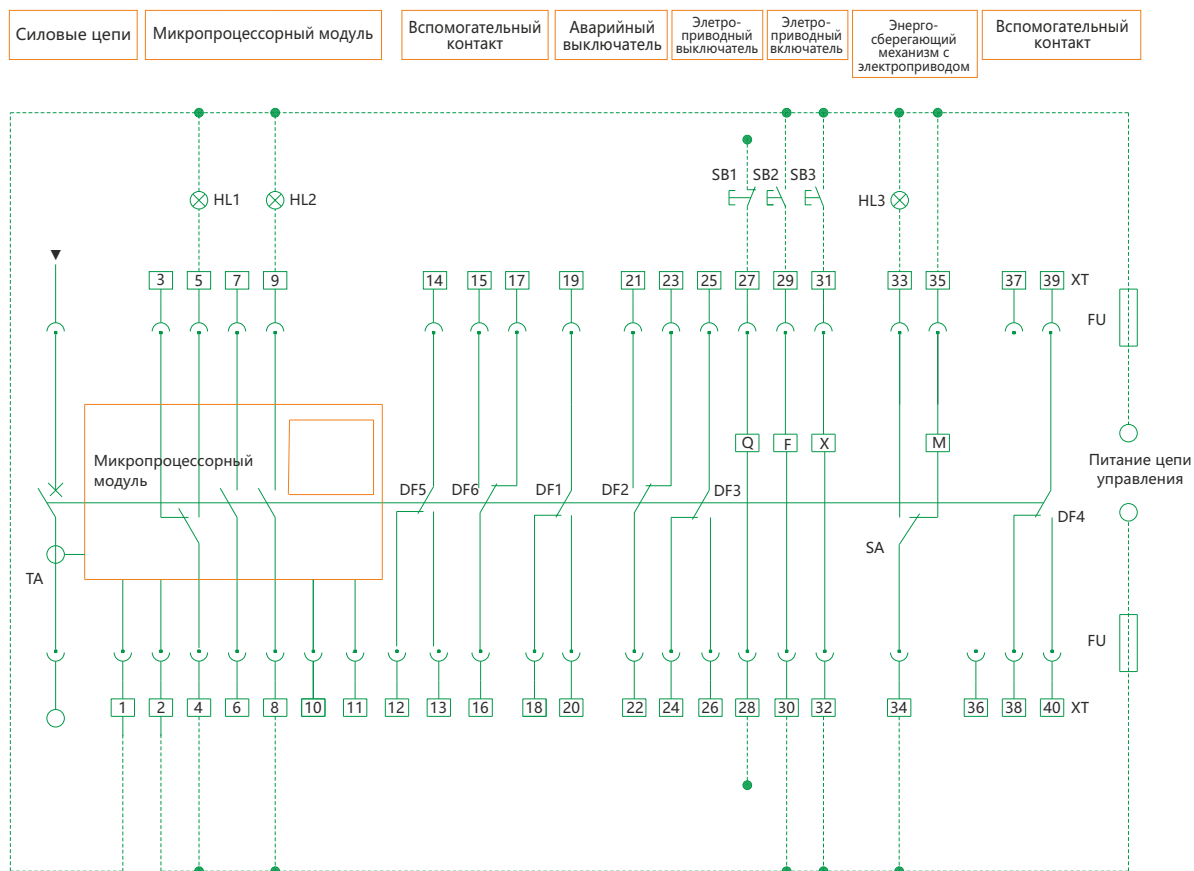 Силовые цепи
Микропроцессорный модуль
Вспомогательный
контакт
Аварийный
выключатель
Элетро-
приводный
выключатель
Элетро-
приводный
включатель
Энерго-
сберегающий
механизм с
электроприводом
Вспомогательный
контакт
SB1 SB2 SB3
HL1 HL2 HL3
3 5 7 9 14 15 17 19 21 23 25 27 29 31 33 35 37 39 XT
FU
Q F X M
Микропроцессорный
модуль
Питание цепи
управления
DF5 DF6 DF1 DF2 DF3
DF4
SA
TA
FU
1 2 4 6 8 10 11 12 13 16 18 20 22 24 26 28 30 32 34 36 38 40 XT